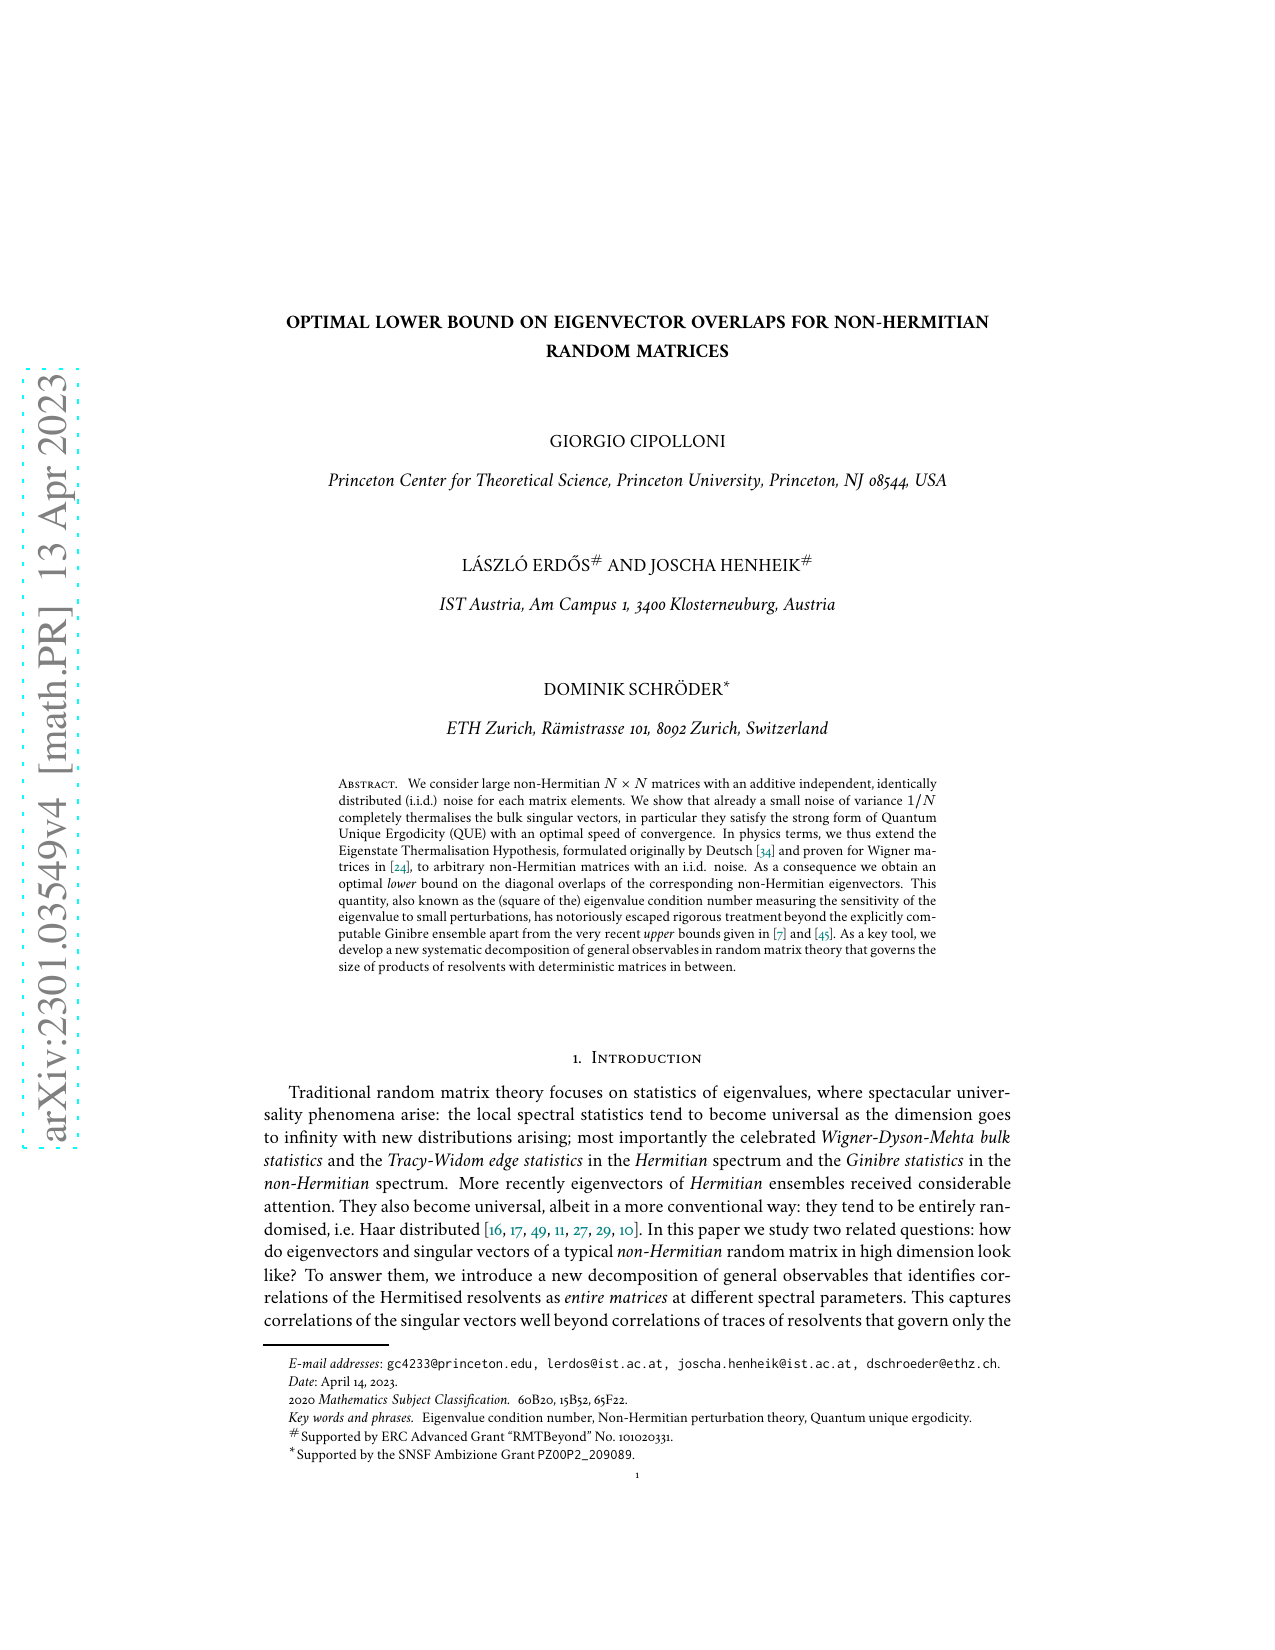 arXiv:2301.03549v4 [math.PR] 13 Apr 2023
OPTIMAL LOWER BOUND ON EIGENVECTOR OVERLAPS FOR NON-HERMITIAN
RANDOM MATRICES
GIORGIO CIPOLLONI
Princeton Center for Theoretical Science, Princeton University, Princeton, NJ 08544, USA
LÁSZLÓ ERDŐS# AND JOSCHA HENHEIK#
IST Austria, Am Campus 1, 3400 Klosterneuburg, Austria
DOMINIK SCHRÖDER*
ETH Zurich, Rämistrasse 101, 8092 Zurich, Switzerland
ABSTRACT. We consider large non-Hermitian N × N matrices with an additive independent, identically
distributed (i.i.d.) noise for each matrix elements. We show that already a small noise of variance 1/N
completely thermalises the bulk singular vectors, in particular they satisfy the strong form of Quantum
Unique Ergodicity (QUE) with an optimal speed of convergence. In physics terms, we thus extend the
Eigenstate Thermalisation Hypothesis, formulated originally by Deutsch [34] and proven for Wigner ma-
trices in [24], to arbitrary non-Hermitian matrices with an i.i.d. noise. As a consequence we obtain an
optimal lower bound on the diagonal overlaps of the corresponding non-Hermitian eigenvectors. This
quantity, also known as the (square of the) eigenvalue condition number measuring the sensitivity of the
eigenvalue to small perturbations, has notoriously escaped rigorous treatment beyond the explicitly com-
putable Ginibre ensemble apart from the very recent upper bounds given in [7] and [45]. As a key tool, we
develop a new systematic decomposition of general observables in random matrix theory that governs the
size of products of resolvents with deterministic matrices in between.
1. INTRODUCTION
Traditional random matrix theory focuses on statistics of eigenvalues, where spectacular univer-
sality phenomena arise: the local spectral statistics tend to become universal as the dimension goes
to infinity with new distributions arising; most importantly the celebrated Wigner-Dyson-Mehta bulk
statistics and the Tracy-Widom edge statistics in the Hermitian spectrum and the Ginibre statistics in the
non-Hermitian spectrum. More recently eigenvectors of Hermitian ensembles received considerable
attention. They also become universal, albeit in a more conventional way: they tend to be entirely ran-
domised, i.e. Haar distributed [16, 17, 49, 11, 27, 29, 10]. In this paper we study two related questions: how
do eigenvectors and singular vectors of a typical non-Hermitian random matrix in high dimension look
like? To answer them, we introduce a new decomposition of general observables that identifies cor-
relations of the Hermitised resolvents as entire matrices at different spectral parameters. This captures
correlations of the singular vectors well beyond correlations of traces of resolvents that govern only the
E-mail addresses: gc4233@princeton.edu, lerdos@ist.ac.at, joscha.henheik@ist.ac.at, dschroeder@ethz.ch.
Date: April 14, 2023.
2020 Mathematics Subject Classification. 60B20, 15B52, 65F22.
Key words and phrases. Eigenvalue condition number, Non-Hermitian perturbation theory, Quantum unique ergodicity.
#Supported by ERC Advanced Grant “RMTBeyond” No. 101020331.
*Supported by the SNSF Ambizione Grant PZ00P2_209089.
1